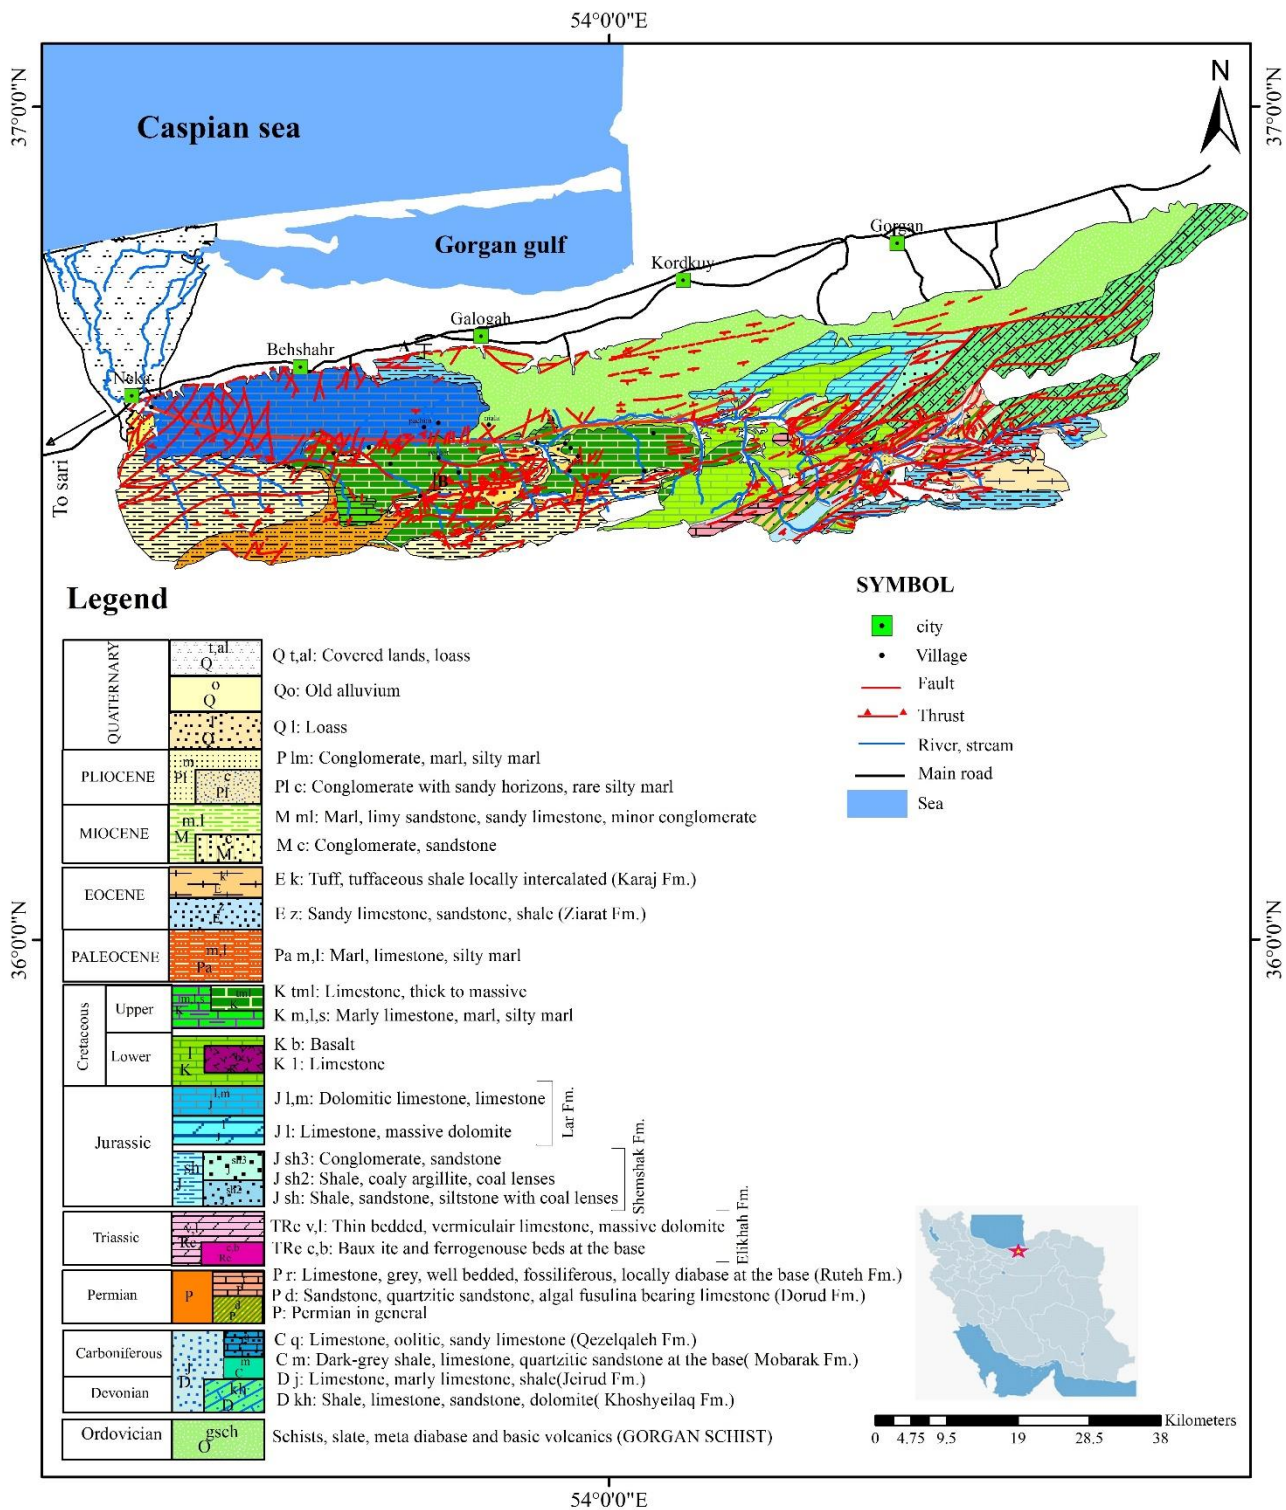 54°0'0"E
37°0'0"N
37°0'0"N
N
Caspian sea
Gorgan gulf
Gorgan
Kordkuy
Galogah
A
Behshahr
Neka
B
To sari
Legend
SYMBOL
city
Village
Fault
Thrust
River, stream
Main road
Sea
QUATERNARY
t,al
Q
Q t,al: Covered lands, loass
o
Q
Qo: Old alluvium
l
Q
Q l: Loass
PLIOCENE
m
Pl
P lm: Conglomerate, marl, silty marl
c
Pl
Pl c: Conglomerate with sandy horizons, rare silty marl
MIOCENE
m,l
M
M ml: Marl, limy sandstone, sandy limestone, minor conglomerate
c
M
M c: Conglomerate, sandstone
EOCENE
k
E
E k: Tuff, tuffaceous shale locally intercalated (Karaj Fm.)
z
E
E z: Sandy limestone, sandstone, shale (Ziarat Fm.)
PALEOCENE
m,l
Pa
Pa m,l: Marl, limestone, silty marl
36°0'0"N
36°0'0"N
Cretaceous
Upper
m,l,s
K
tml
K
K tml: Limestone, thick to massive
K m,l,s: Marly limestone, marl, silty marl
Lower
l
K
K b: Basalt
K l: Limestone
Jurassic
l,m
J
J l,m: Dolomitic limestone, limestone
l
J
J l: Limestone, massive dolomite
Lar Fm.
sh
J
sh3
J
J sh3: Conglomerate, sandstone
sh2
J
J sh2: Shale, coaly argillite, coal lenses
J sh: Shale, sandstone, siltstone with coal lenses
Shemshak Fm.
Triassic
v,l
TRe
TRe v,l: Thin bedded, vermiculair limestone, massive dolomite
c,b
Re
TRe c,b: Baux ite and ferrogenouse beds at the base
Elikhah Fm.
Permian
P
r
P
P r: Limestone, grey, well bedded, fossiliferous, locally diabase at the base (Ruteh Fm.)
d
P
P d: Sandstone, quartzitic sandstone, algal fusulina bearing limestone (Dorud Fm.)
P: Permian in general
Carboniferous
C q: Limestone, oolitic, sandy limestone (Qezelqaleh Fm.)
m
C
C m: Dark-grey shale, limestone, quartzitic sandstone at the base( Mobarak Fm.)
Devonian
j
D
D j: Limestone, marly limestone, shale(Jeirud Fm.)
kh
D
D kh: Shale, limestone, sandstone, dolomite( Khoshyeilaq Fm.)
Ordovician
gsch
O
Schists, slate, meta diabase and basic volcanics (GORGAN SCHIST)
Kilometers
0 4.75 9.5 19 28.5 38
54°0'0"E